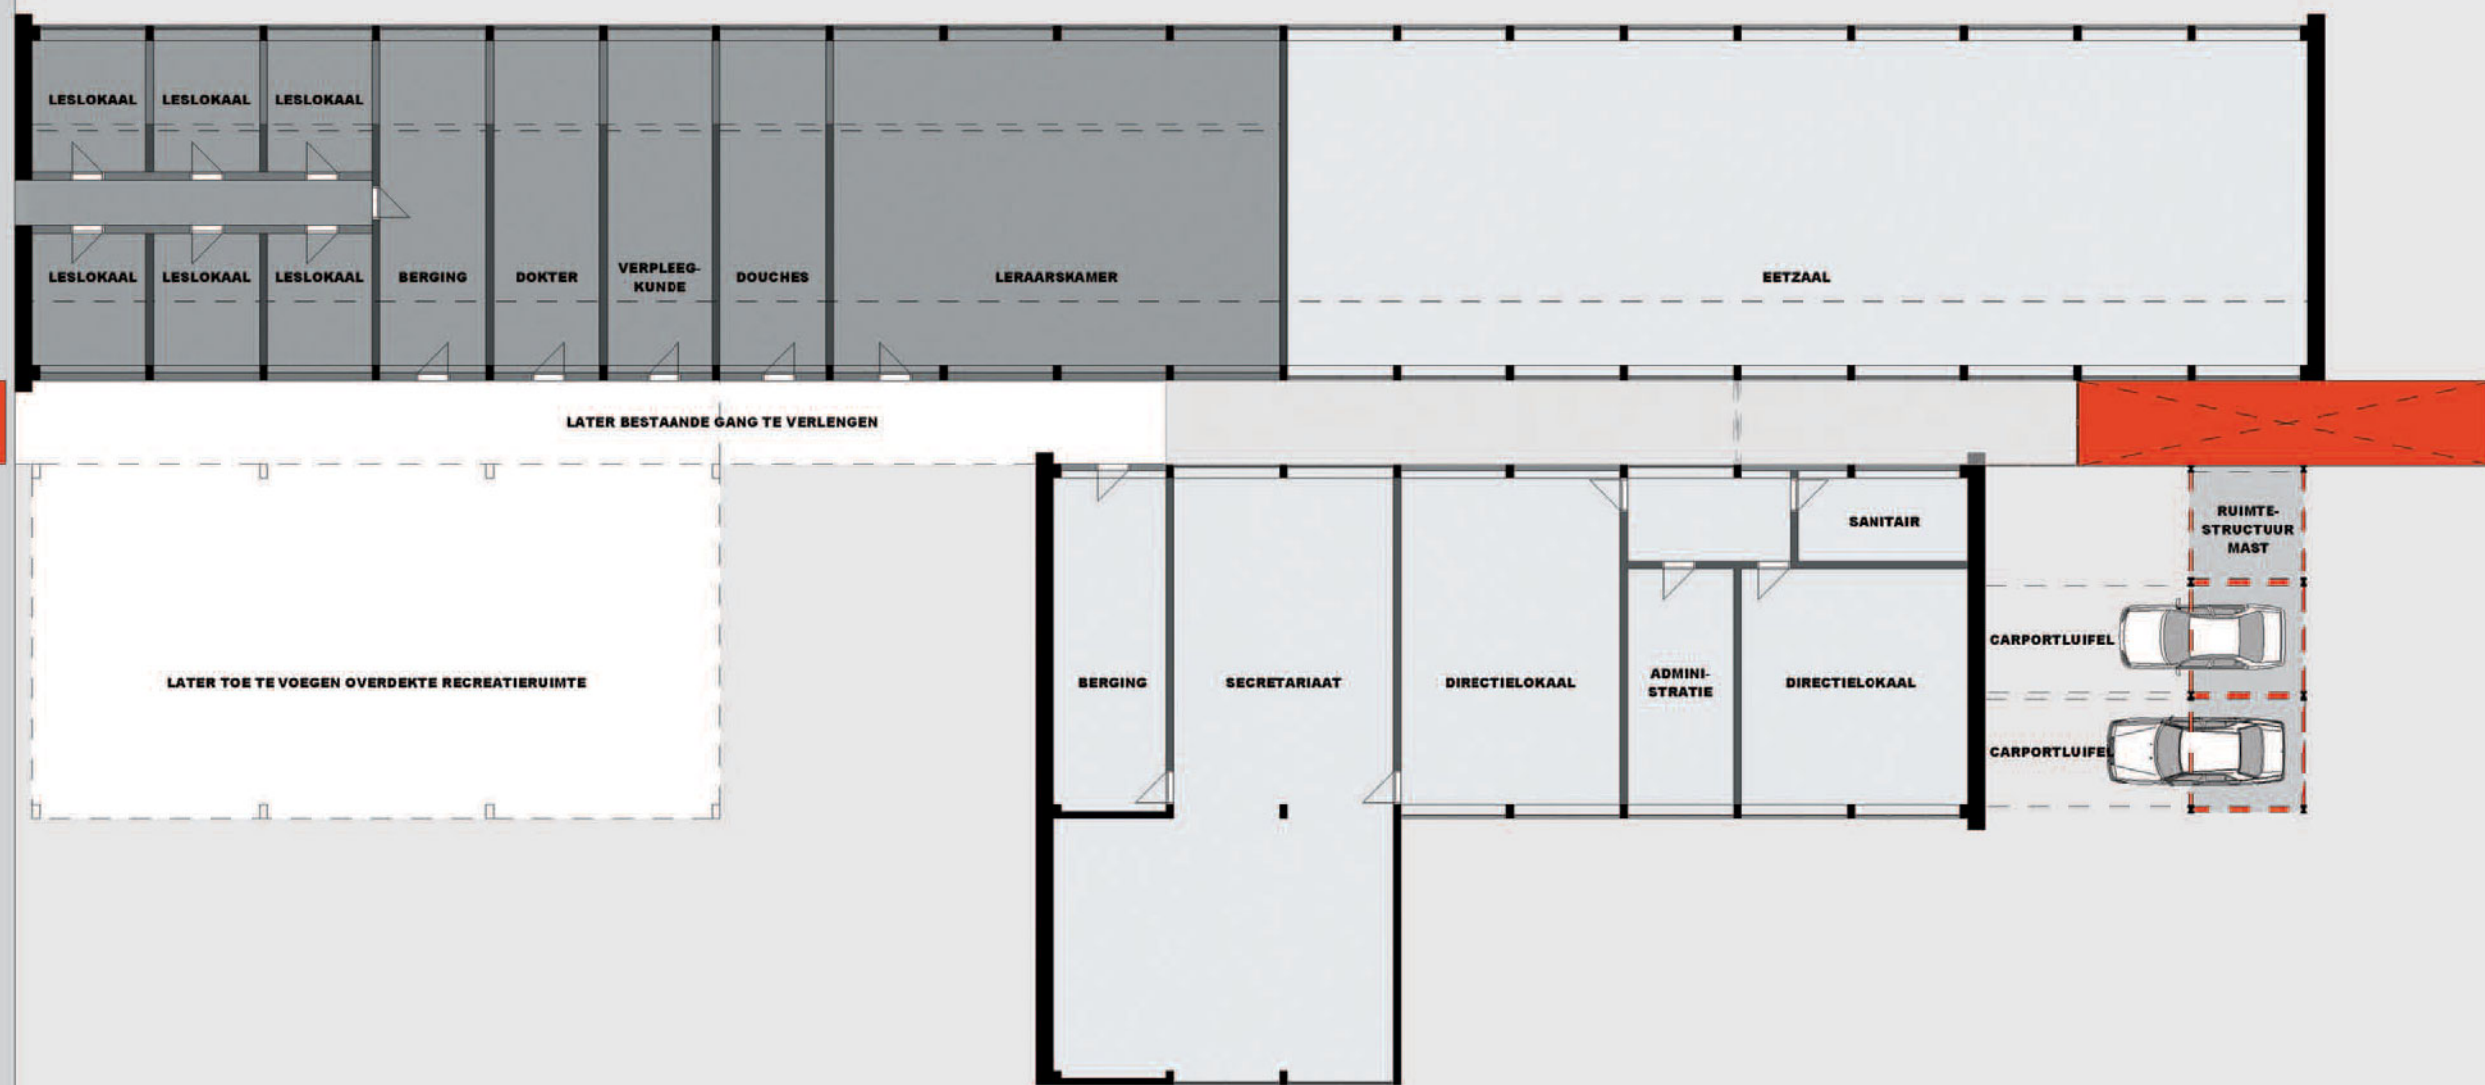 LESLOKAAL LESLOKAAL LESLOKAAL
LESLOKAAL LESLOKAAL LESLOKAAL
BERGING
DOKTER
VERPLEEG-
KUNDE
DOUCHES
LERAARSKAMER
EETZAAL
LATER BESTAANDE GANG TE VERLENGEN
LATER TOE TE VOEGEN OVERDEKTE RECREATIERUIMTE
BERGING
SECRETARIAAT
DIRECTIELOKAAL
ADMINI-
STRATIE
DIRECTIELOKAAL
SANITAIR
RUIMTE-
STRUCTUUR
MAST
CARPORTLUIFEL
CARPORTLUIFEL